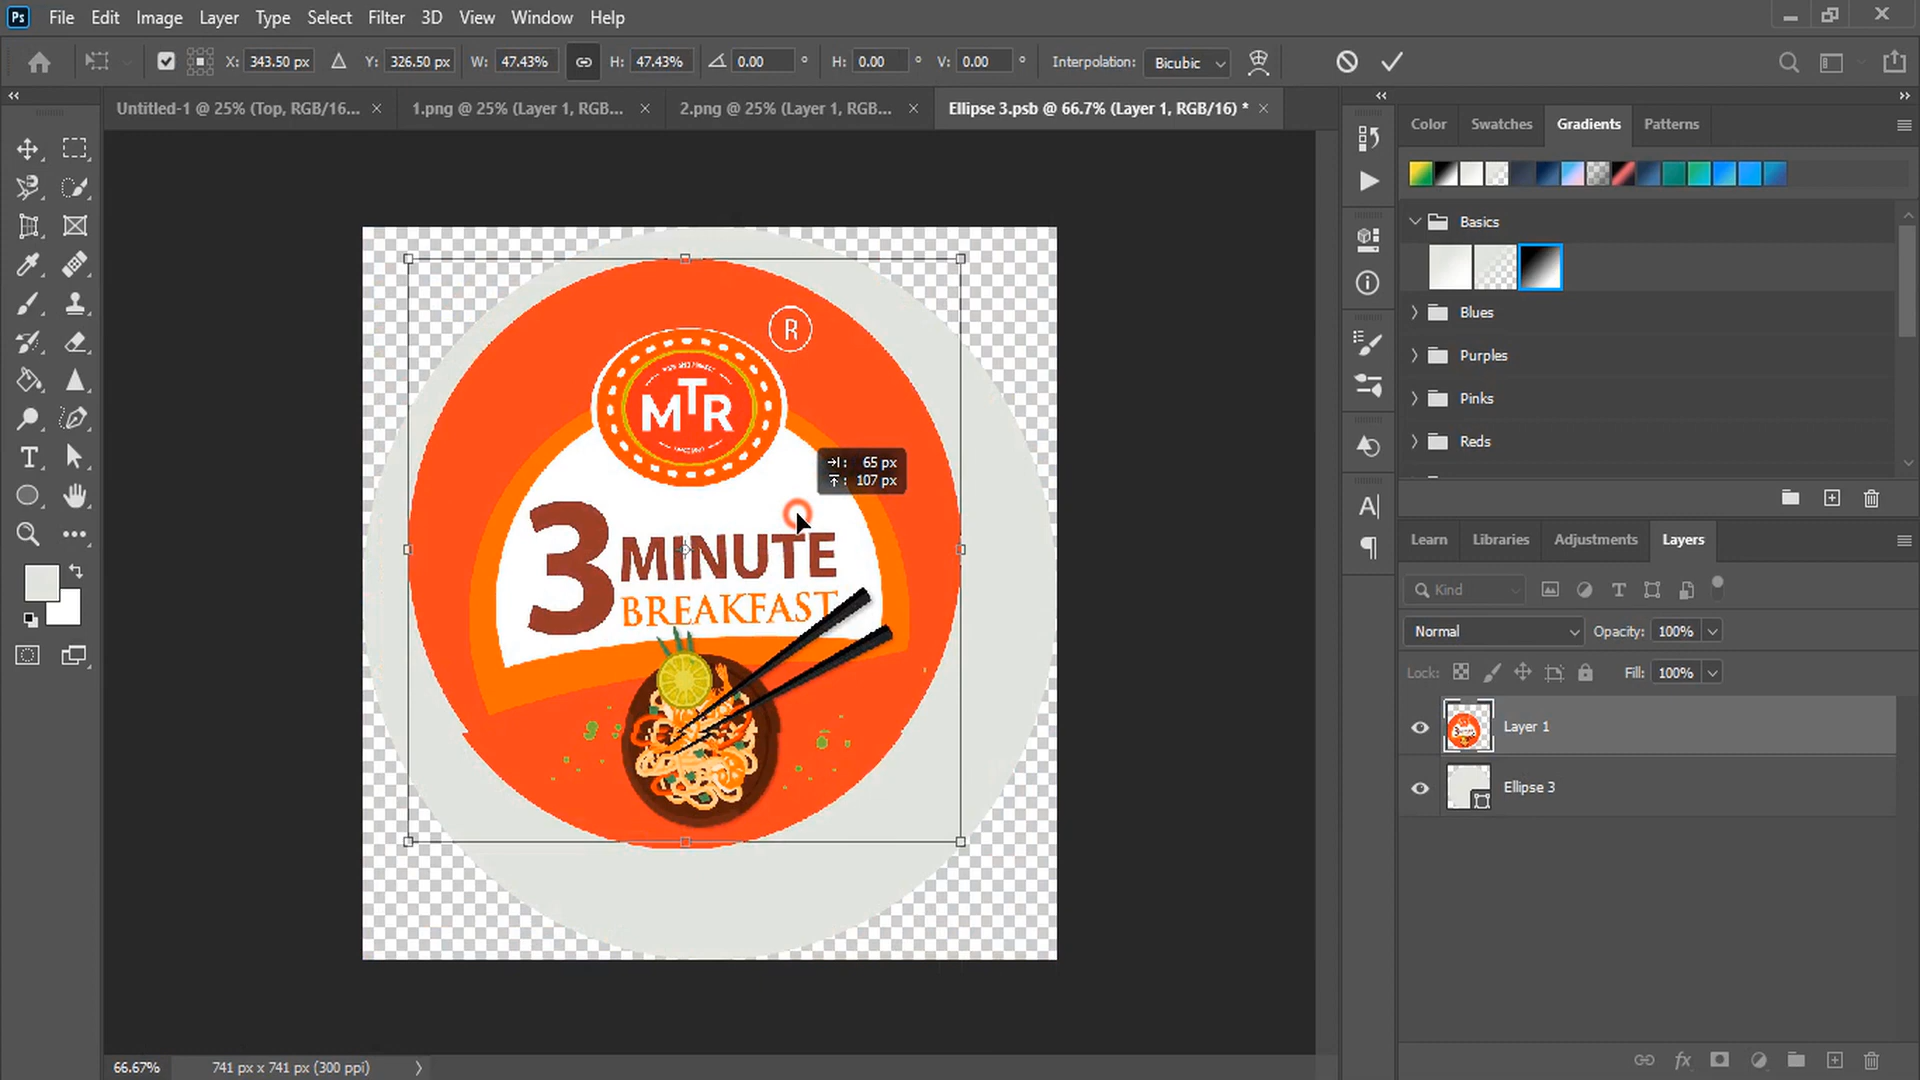 Ps File Edit Image Layer Type Select Filter 3D View Window Help
X: 343.50 px Y: 326.50 px W: 47.43% H: 47.43% 0.00 ° H: 0.00 ° V: 0.00 ° Interpolation: Bicubic
Untitled-1 @ 25% (Top, RGB/16... × 1.png @ 25% (Layer 1, RGB... × 2.png @ 25% (Layer 1, RGB... × Ellipse 3.psb @ 66.7% (Layer 1, RGB/16) * ×
Color Swatches Gradients Patterns
Basics
Blues
Purples
Pinks
Reds
R
MTR
65 px
107 px
3 MINUTE
BREAKFAST
Learn Libraries Adjustments Layers
Kind
Normal Opacity: 100%
Lock: Fill: 100%
Layer 1
Ellipse 3
66.67% 741 px x 741 px (300 ppi)